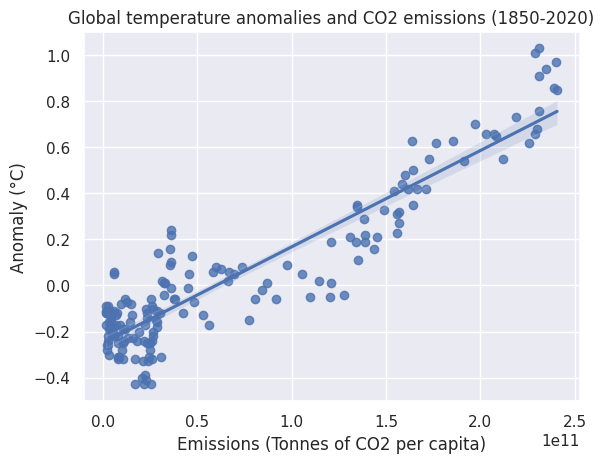 Global temperature anomalies and CO2 emissions (1850-2020)
Anomaly (°C)
1.0
0.8
0.6
0.4
0.2
0.0
−0.2
−0.4
0.0 0.5 1.0 1.5 2.0 2.5
1e11
Emissions (Tonnes of CO2 per capita)